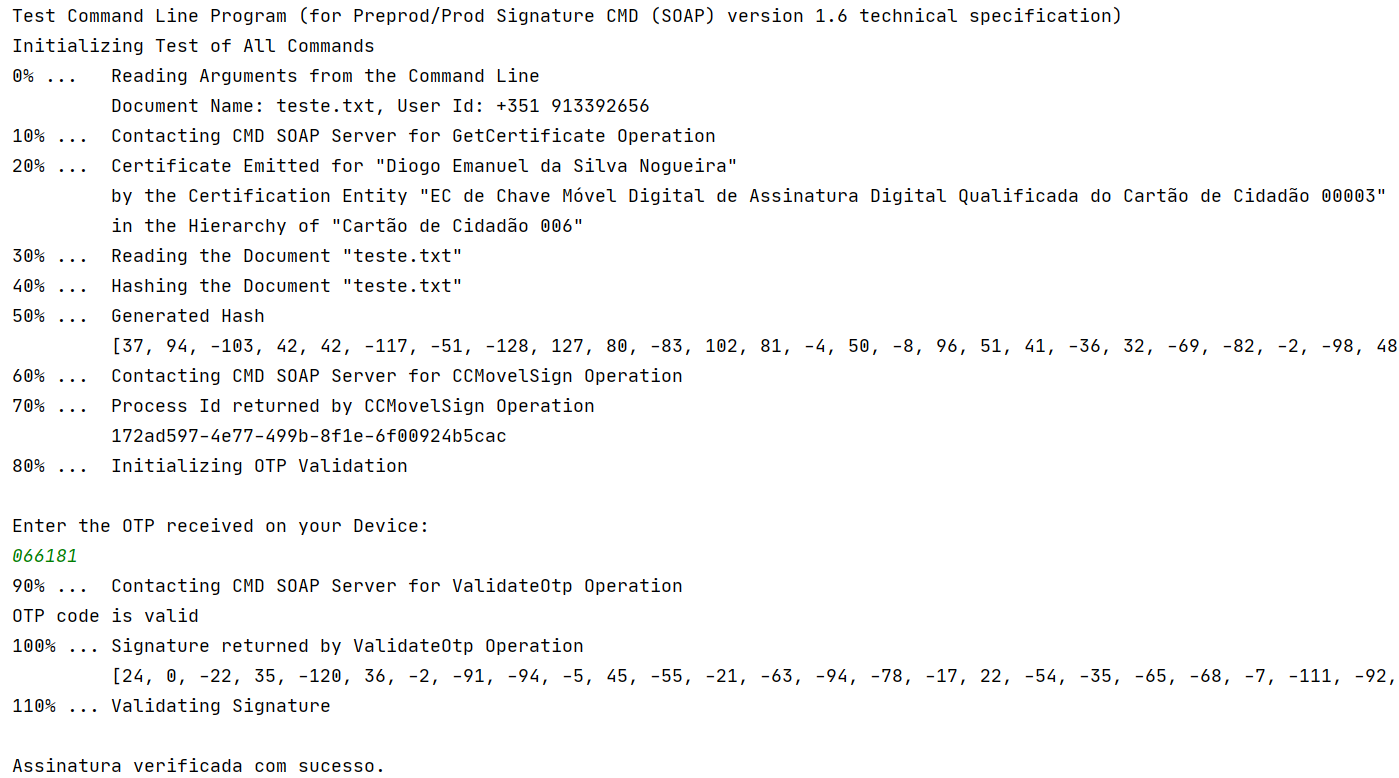 Test Command Line Program (for Preprod/Prod Signature CMD (SOAP) version 1.6 technical specification)
Initializing Test of All Commands
0% ...   Reading Arguments from the Command Line
         Document Name: teste.txt, User Id: +351 913392656
10% ...  Contacting CMD SOAP Server for GetCertificate Operation
20% ...  Certificate Emitted for "Diogo Emanuel da Silva Nogueira"
         by the Certification Entity "EC de Chave Móvel Digital de Assinatura Digital Qualificada do Cartão de Cidadão 00003"
         in the Hierarchy of "Cartão de Cidadão 006"
30% ...  Reading the Document "teste.txt"
40% ...  Hashing the Document "teste.txt"
50% ...  Generated Hash
         [37, 94, -103, 42, 42, -117, -51, -128, 127, 80, -83, 102, 81, -4, 50, -8, 96, 51, 41, -36, 32, -69, -82, -2, -98, 48
60% ...  Contacting CMD SOAP Server for CCMovelSign Operation
70% ...  Process Id returned by CCMovelSign Operation
         172ad597-4e77-499b-8f1e-6f00924b5cac
80% ...  Initializing OTP Validation
Enter the OTP received on your Device:
066181
90% ...  Contacting CMD SOAP Server for ValidateOtp Operation
OTP code is valid
100% ... Signature returned by ValidateOtp Operation
         [24, 0, -22, 35, -120, 36, -2, -91, -94, -5, 45, -55, -21, -63, -94, -78, -17, 22, -54, -35, -65, -68, -7, -111, -92,
110% ... Validating Signature
Assinatura verificada com sucesso.